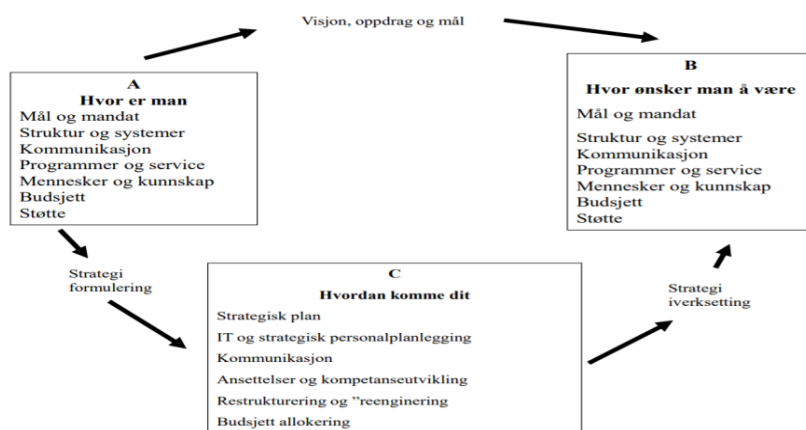 Visjon, oppdrag og mål
A
Hvor er man
Mål og mandat
Struktur og systemer
Kommunikasjon
Programmer og service
Mennesker og kunnskap
Budsjett
Støtte
B
Hvor ønsker man å være
Mål og mandat
Struktur og systemer
Kommunikasjon
Programmer og service
Mennesker og kunnskap
Budsjett
Støtte
Strategi
formulering
C
Hvordan komme dit
Strategisk plan
IT og strategisk personalplanlegging
Kommunikasjon
Ansettelser og kompetanseutvikling
Restrukturering og ”reenginering
Budsjett allokering
Strategi
iverksetting